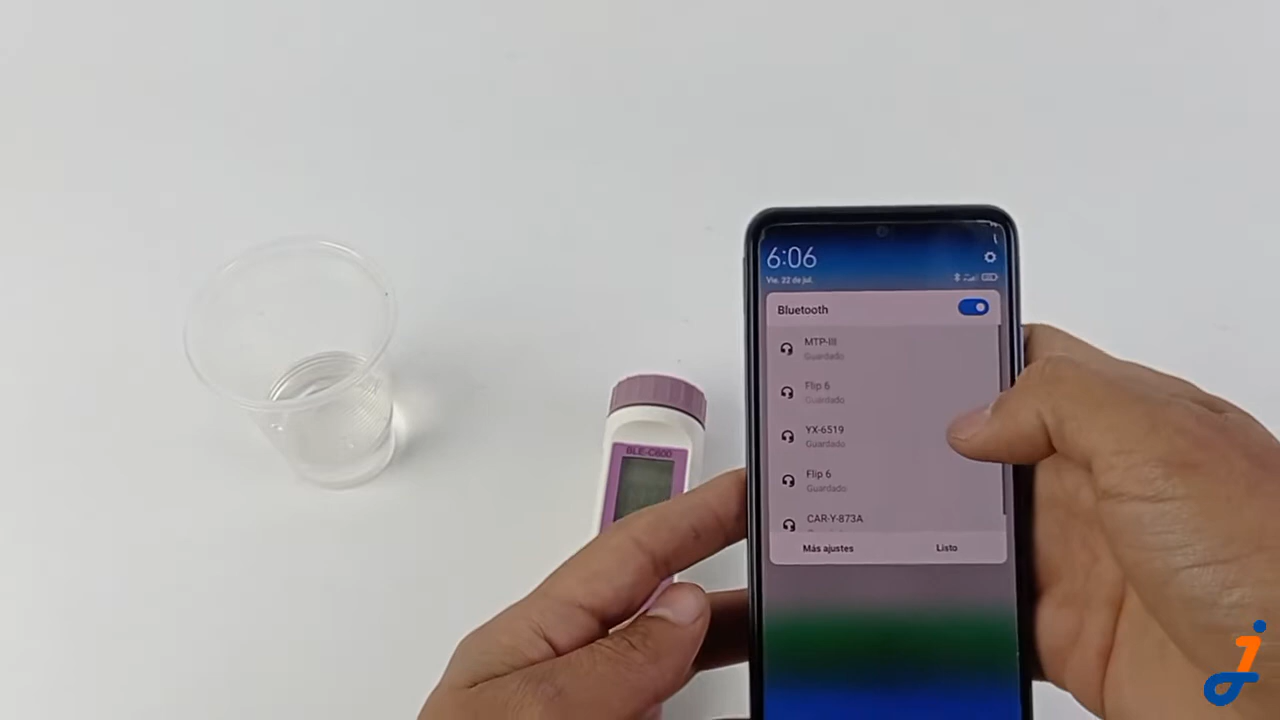 6:06
Vie. 22 de jul.
Bluetooth
MTP-III
Guardado
Flip 6
Guardado
YX-6519
Guardado
Flip 6
Guardado
CAR-Y-873A
Más ajustes
Listo
BLE-C600